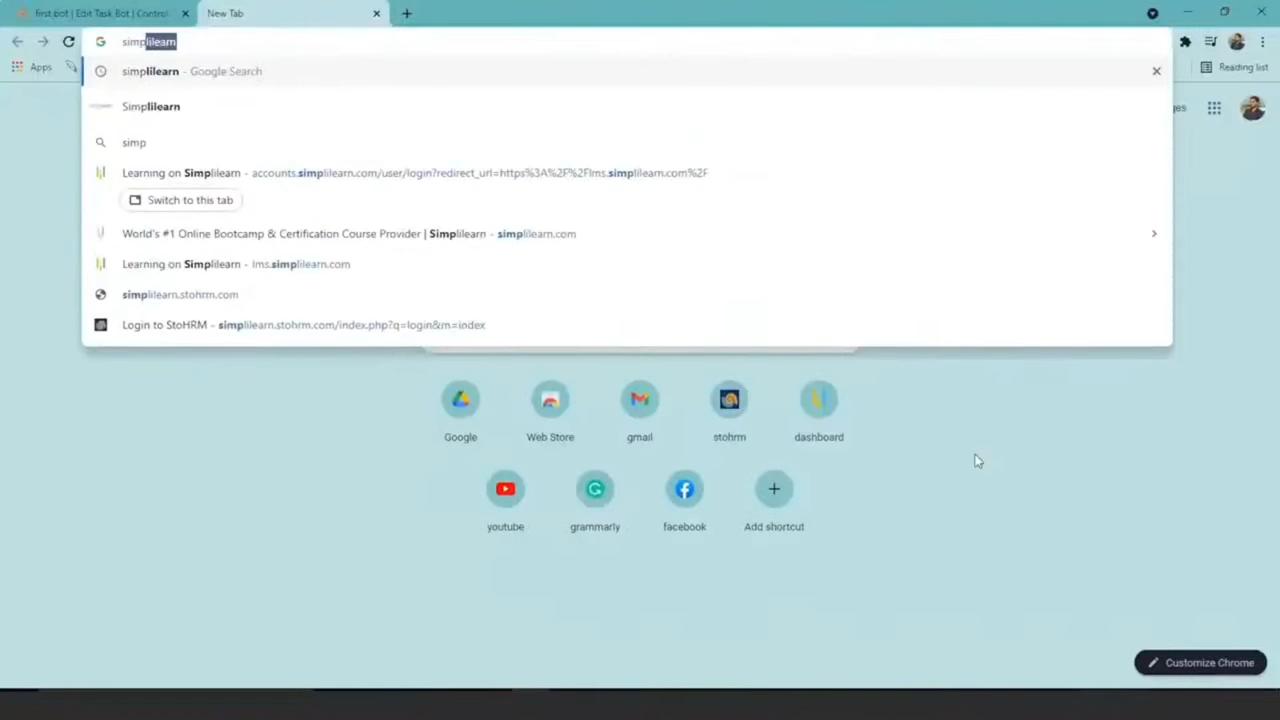 first.bot | Edit Task Bot | Control
New Tab
simplilearn
Apps
Reading list
simplilearn - Google Search
Simplilearn
simp
Learning on Simplilearn - accounts.simplilearn.com/user/login?redirect_url=https%3A%2F%2Flms.simplilearn.com%2F
Switch to this tab
World's #1 Online Bootcamp & Certification Course Provider | Simplilearn - simplilearn.com
Learning on Simplilearn - lms.simplilearn.com
simplilearn.stohrm.com
Login to StoHRM - simplilearn.stohrm.com/index.php?q=login&m=index
Google Web Store gmail stohrm dashboard
youtube grammarly facebook Add shortcut
Customize Chrome